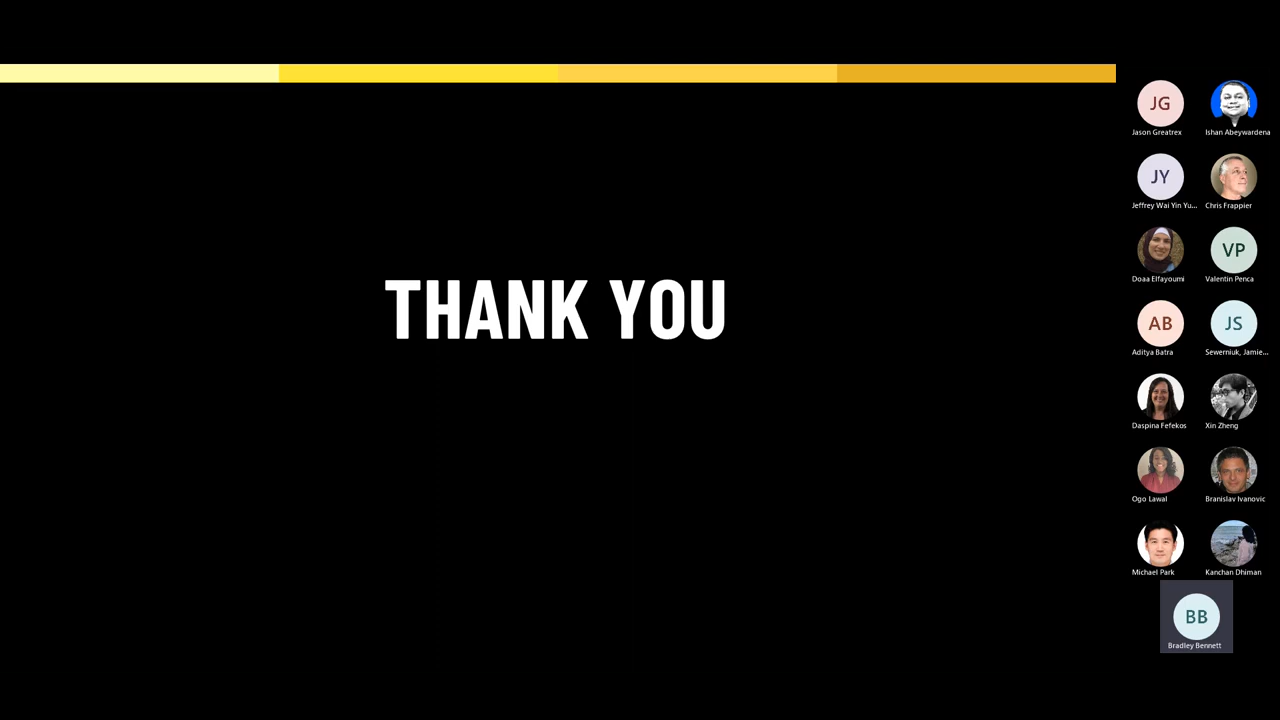 THANK YOU
JG
Jason Greatrex
Ishan Abeywardena
JY
Jeffrey Wai Yin Yu...
Chris Frappier
Doaa Elfayoumi
VP
Valentin Penca
AB
Aditya Batra
JS
Sewerniuk, Jamie...
Daspina Fefekos
Xin Zheng
Ogo Lawal
Branislav Ivanovic
Michael Park
Kanchan Dhiman
BB
Bradley Bennett